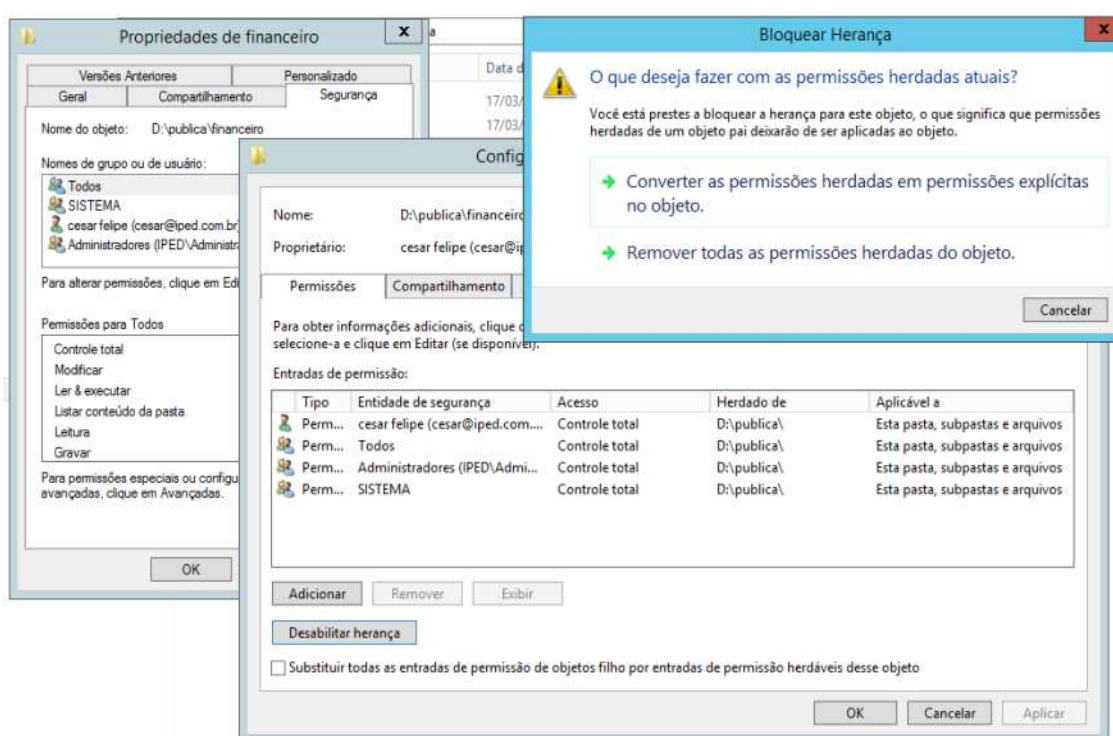 Propriedades de financeiro
x
Versões Anteriores
Personalizado
Geral
Compartilhamento
Segurança
Nome do objeto: D:\publica\financeiro
Nomes de grupo ou de usuário:
Todos
SISTEMA
cesar felipe (cesar@iped.com.br)
Administradores (IPED\Administra
Para alterar permissões, clique em Edi
Permissões para Todos
Controle total
Modificar
Ler & executar
Listar conteúdo da pasta
Leitura
Gravar
Para permissões especiais ou configu
avançadas, clique em Avançadas.
OK
a
Data d
17/03/
17/03/
Config
Nome: D:\publica\financeiro
Proprietário: cesar felipe (cesar@ip
Permissões
Compartilhamento
Para obter informações adicionais, clique
selecione-a e clique em Editar (se disponível).
Entradas de permissão:
Tipo Entidade de segurança Acesso Herdado de Aplicável a
Perm... cesar felipe (cesar@iped.com.... Controle total D:\publica\ Esta pasta, subpastas e arquivos
Perm... Todos Controle total D:\publica\ Esta pasta, subpastas e arquivos
Perm... Administradores (IPED\Admi... Controle total D:\publica\ Esta pasta, subpastas e arquivos
Perm... SISTEMA Controle total D:\publica\ Esta pasta, subpastas e arquivos
Adicionar
Remover
Exibir
Desabilitar herança
Substituir todas as entradas de permissão de objetos filho por entradas de permissão herdáveis desse objeto
OK
Cancelar
Aplicar
Bloquear Herança
x
O que deseja fazer com as permissões herdadas atuais?
Você está prestes a bloquear a herança para este objeto, o que significa que permissões
herdadas de um objeto pai deixarão de ser aplicadas ao objeto.
Converter as permissões herdadas em permissões explícitas
no objeto.
Remover todas as permissões herdadas do objeto.
Cancelar